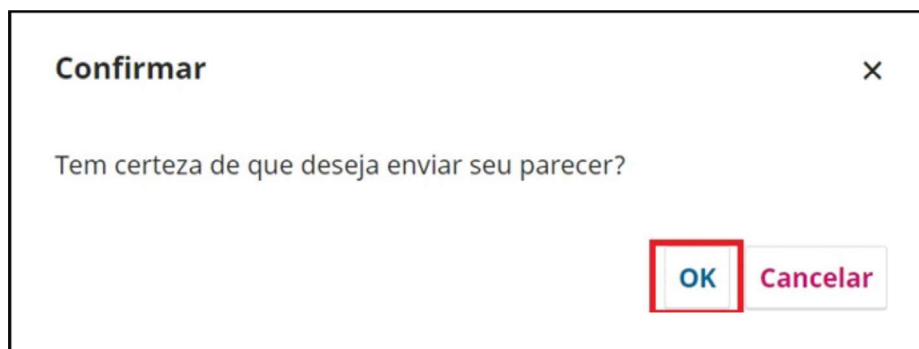 Confirmar ×
Tem certeza de que deseja enviar seu parecer?
OK Cancelar